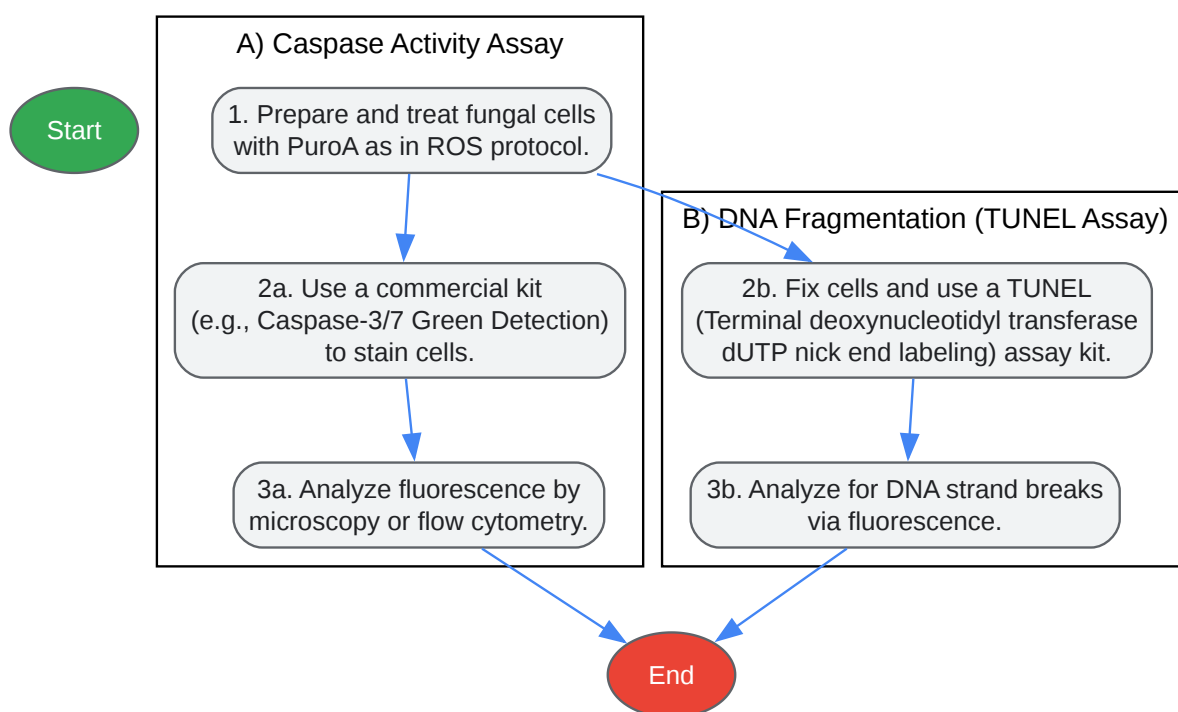 A) Caspase Activity Assay
Start
1. Prepare and treat fungal cells
with PuroA as in ROS protocol.
B) DNA Fragmentation (TUNEL Assay)
2a. Use a commercial kit
(e.g., Caspase-3/7 Green Detection)
to stain cells.
2b. Fix cells and use a TUNEL
(Terminal deoxynucleotidyl transferase
dUTP nick end labeling) assay kit.
3a. Analyze fluorescence by
microscopy or flow cytometry.
3b. Analyze for DNA strand breaks
via fluorescence.
End